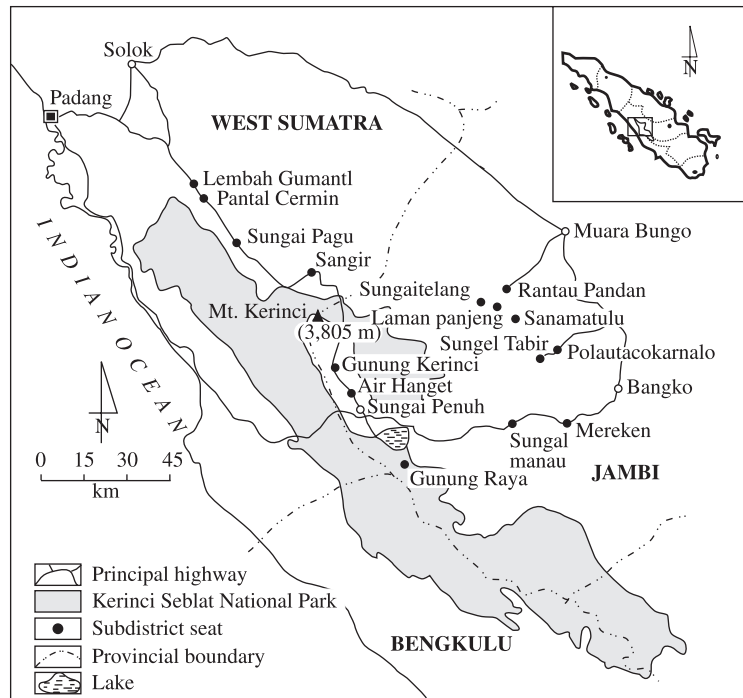 Solok
Padang
N
WEST SUMATRA
Lembah Gumantl
Pantal Cermin
Muara Bungo
Sungai Pagu
Sangir
INDIAN OCEAN
Sungaitelang
Rantau Pandan
Mt. Kerinci
(3,805 m)
Laman panjeng
Sanamatulu
Sungel Tabir
Polautacokarnalo
Gunung Kerinci
Air Hanget
Bangko
Sungai Penuh
N
Sungal
manau
Mereken
0 15 30 45
km
Gunung Raya
JAMBI
Principal highway
Kerinci Seblat National Park
Subdistrict seat
BENGKULU
Provincial boundary
Lake